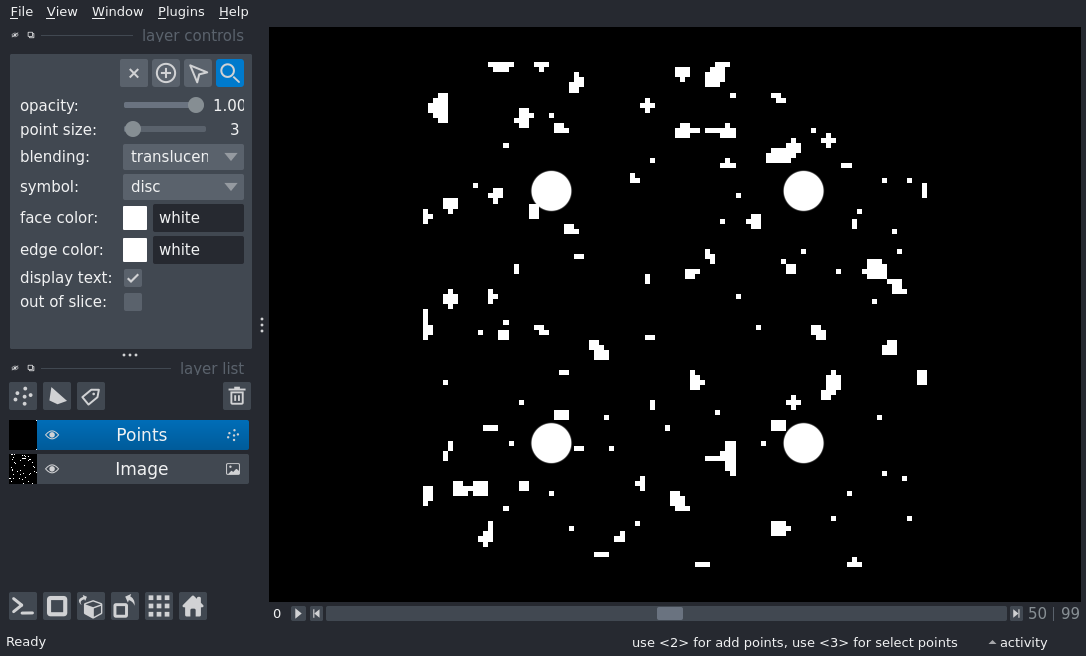 File View Window Plugins Help
layer controls
opacity: 1.00
point size: 3
blending: translucen
symbol: disc
face color: white
edge color: white
display text:
out of slice:
layer list
Points
Image
0 50 | 99
Ready use <2> for add points, use <3> for select points activity